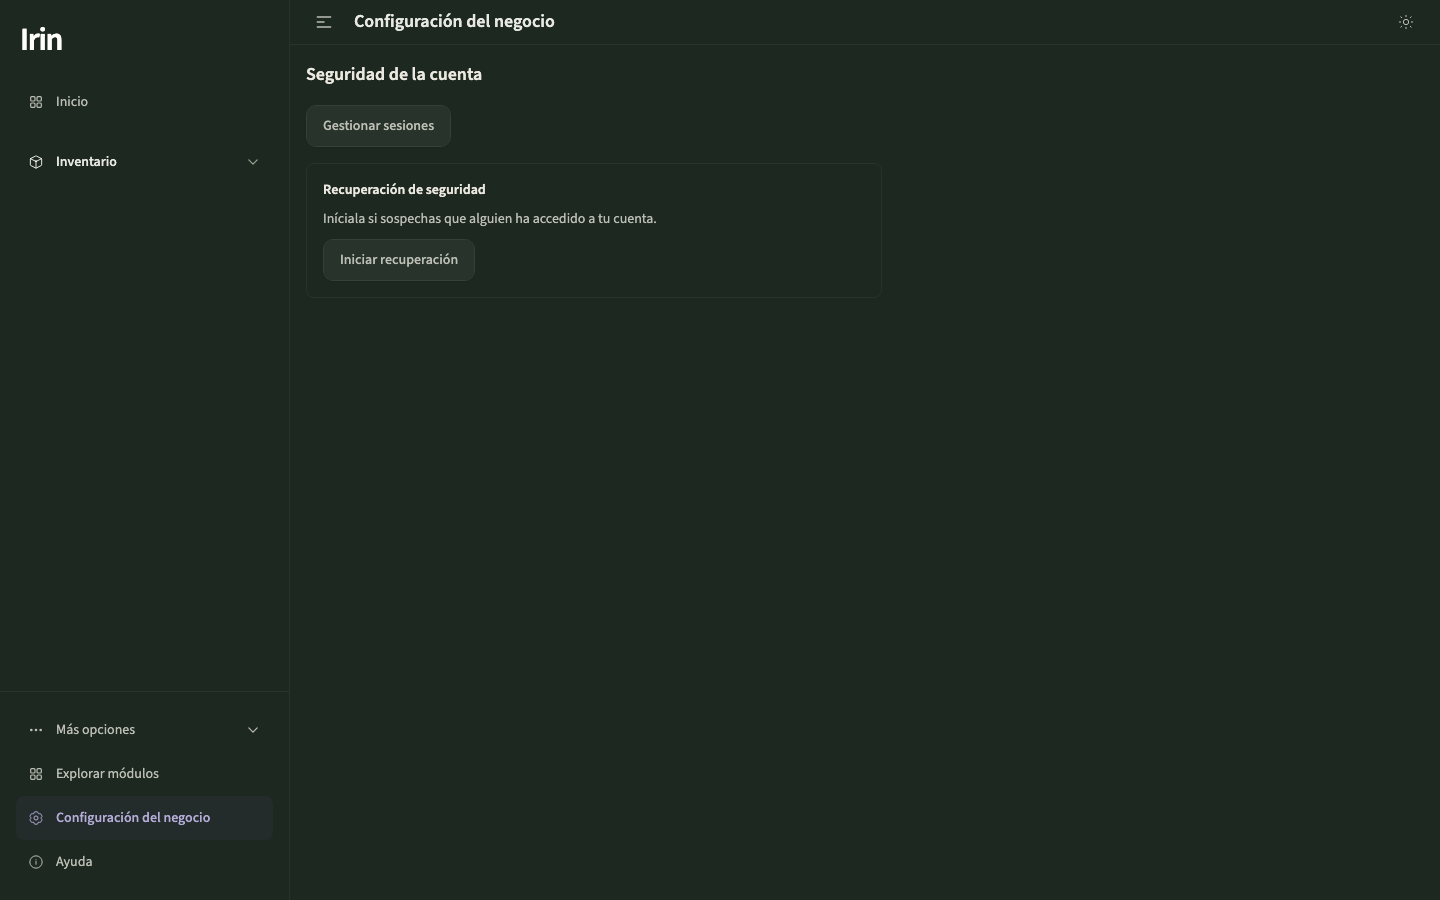 Irin
Inicio
Inventario
Más opciones
Explorar módulos
Configuración del negocio
Ayuda
Configuración del negocio
Seguridad de la cuenta
Gestionar sesiones
Recuperación de seguridad
Iníciala si sospechas que alguien ha accedido a tu cuenta.
Iniciar recuperación